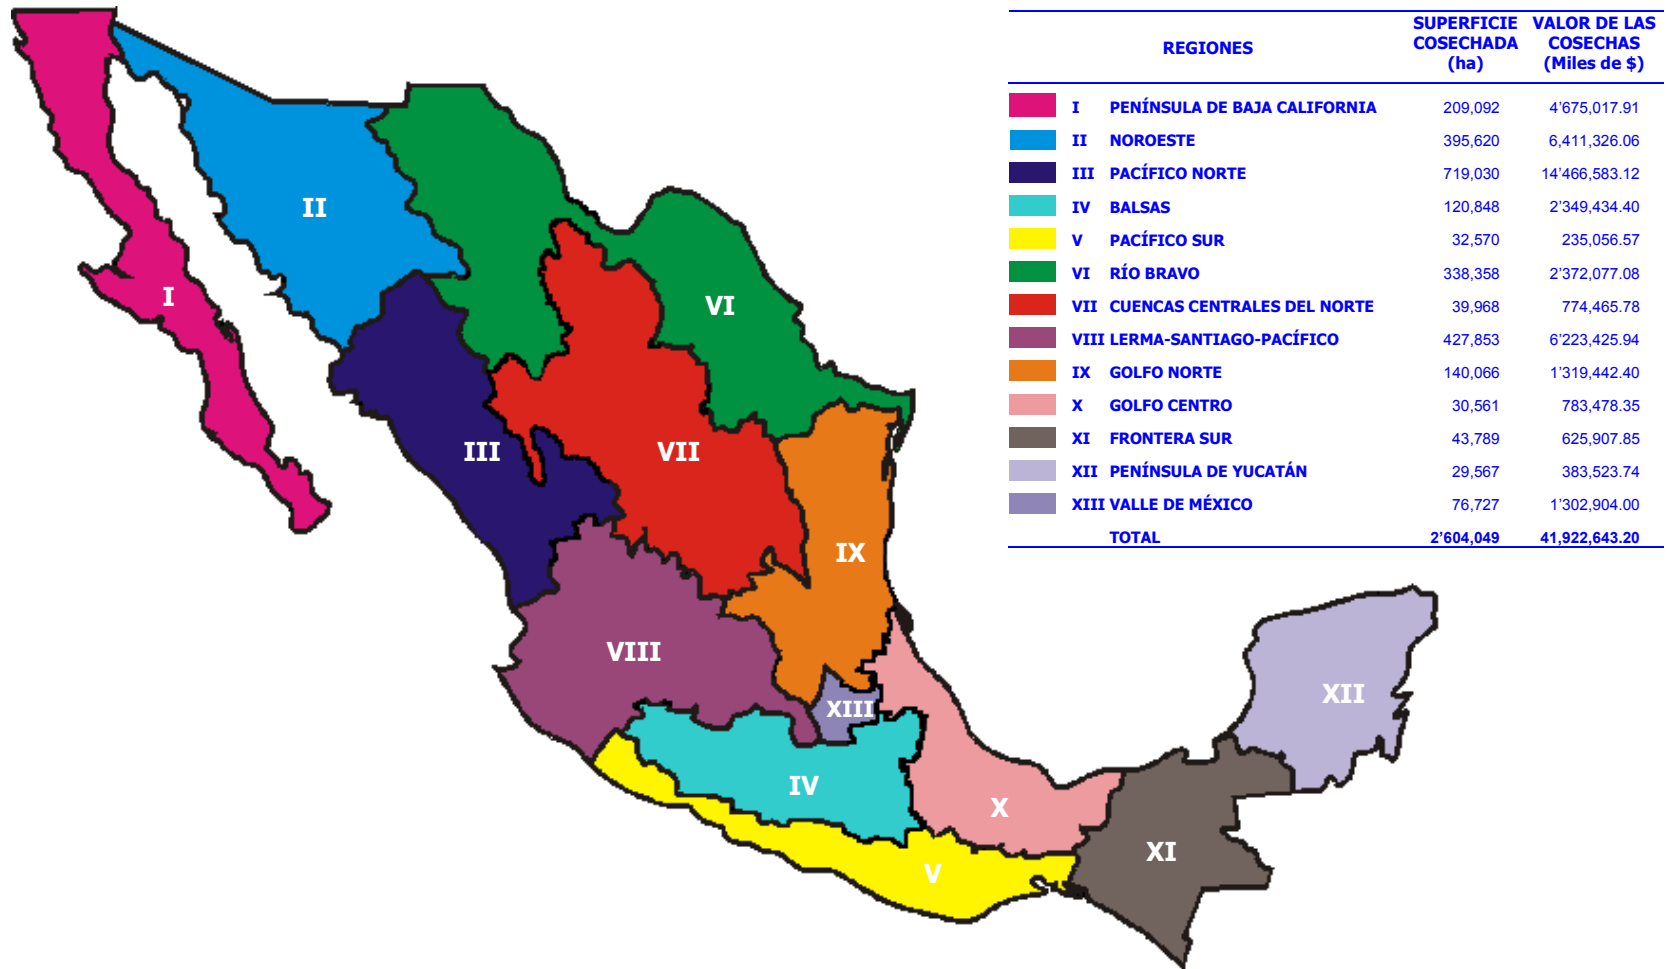 REGIONES
SUPERFICIE COSECHADA (ha)
VALOR DE LAS COSECHAS (Miles de $)
I PENÍNSULA DE BAJA CALIFORNIA 209,092 4'675,017.91
II NOROESTE 395,620 6,411,326.06
III PACÍFICO NORTE 719,030 14'466,583.12
IV BALSAS 120,848 2'349,434.40
V PACÍFICO SUR 32,570 235,056.57
VI RÍO BRAVO 338,358 2'372,077.08
VII CUENCAS CENTRALES DEL NORTE 39,968 774,465.78
VIII LERMA-SANTIAGO-PACÍFICO 427,853 6'223,425.94
IX GOLFO NORTE 140,066 1'319,442.40
X GOLFO CENTRO 30,561 783,478.35
XI FRONTERA SUR 43,789 625,907.85
XII PENÍNSULA DE YUCATÁN 29,567 383,523.74
XIII VALLE DE MÉXICO 76,727 1'302,904.00
TOTAL 2'604,049 41,922,643.20
II
I
VI
III
VII
IX
VIII
XII
XIII
IV
X
XI
V